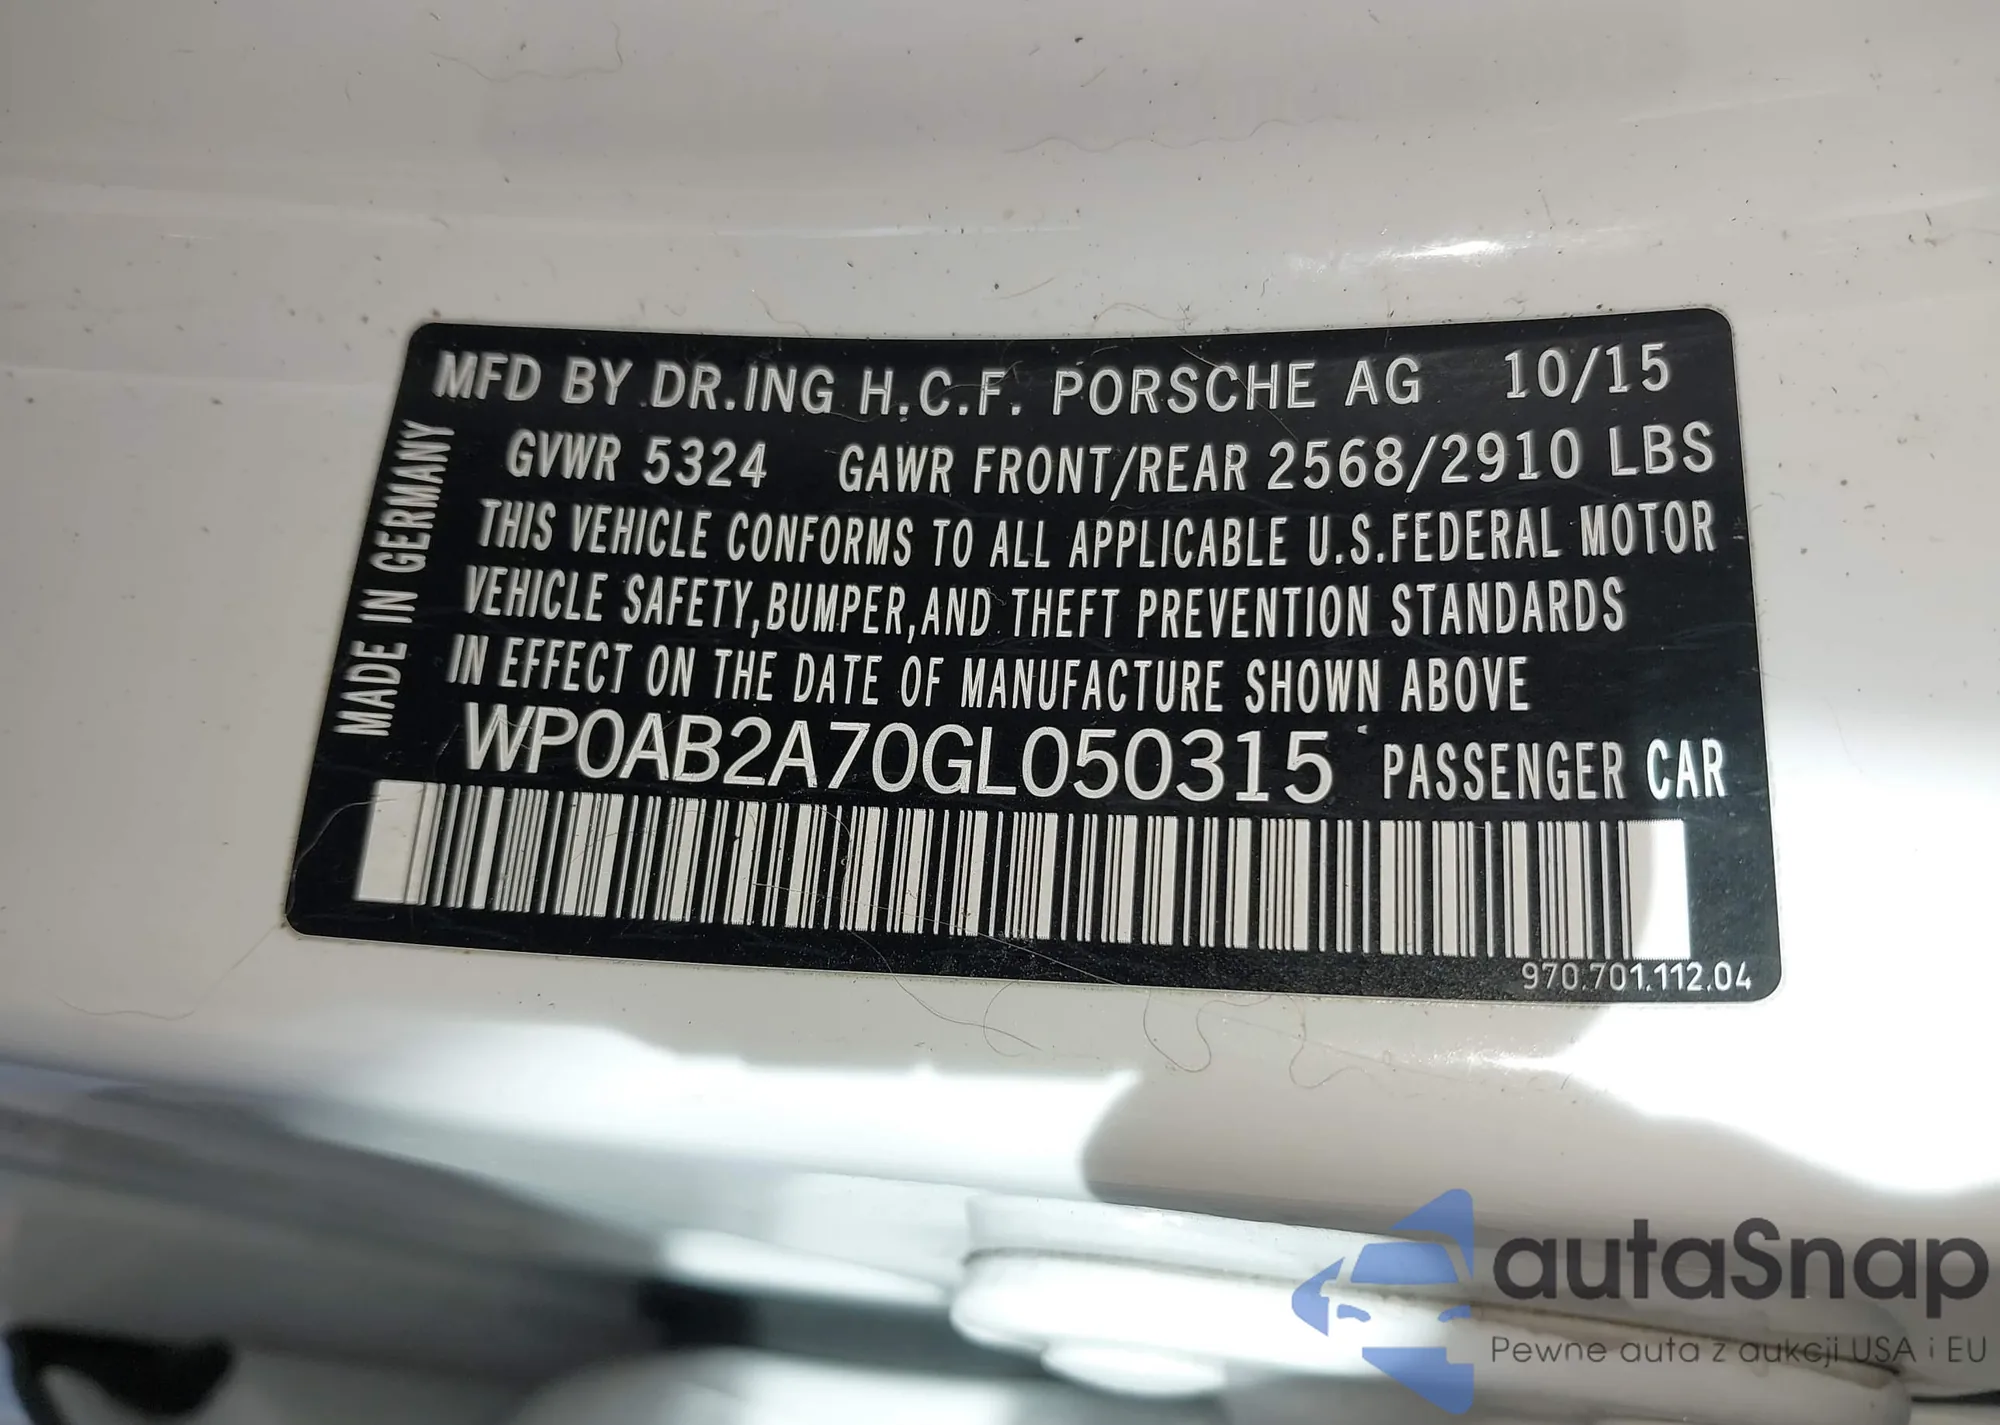 MFD BY DR.ING H.C.F. PORSCHE AG 10/15
GVWR 5324 GAWR FRONT/REAR 2568/2910 LBS
THIS VEHICLE CONFORMS TO ALL APPLICABLE U.S.FEDERAL MOTOR
VEHICLE SAFETY,BUMPER,AND THEFT PREVENTION STANDARDS
IN EFFECT ON THE DATE OF MANUFACTURE SHOWN ABOVE
WP0AB2A70GL050315 PASSENGER CAR
MADE IN GERMANY
970.701.112.04
autaSnap
Pewne auta z aukcji USA i EU